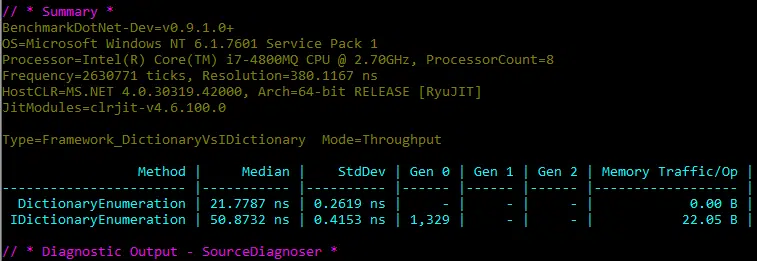 // * Summary *
BenchmarkDotNet-Dev=v0.9.1.0+
OS=Microsoft Windows NT 6.1.7601 Service Pack 1
Processor=Intel(R) Core(TM) i7-4800MQ CPU @ 2.70GHz, ProcessorCount=8
Frequency=2630771 ticks, Resolution=380.1167 ns
HostCLR=MS.NET 4.0.30319.42000, Arch=64-bit RELEASE [RyuJIT]
JitModules=clrjit-v4.6.100.0
Type=Framework_DictionaryVsIDictionary  Mode=Throughput
                Method |     Median |    StdDev | Gen 0 | Gen 1 | Gen 2 | Memory Traffic/Op |
---------------------- |----------- |---------- |------ |------ |------ |------------------ |
 DictionaryEnumeration | 21.7787 ns | 0.2619 ns |     - |     - |     - |            0.00 B |
IDictionaryEnumeration | 50.8732 ns | 0.4153 ns | 1,329 |     - |     - |           22.05 B |
// * Diagnostic Output - SourceDiagnoser *